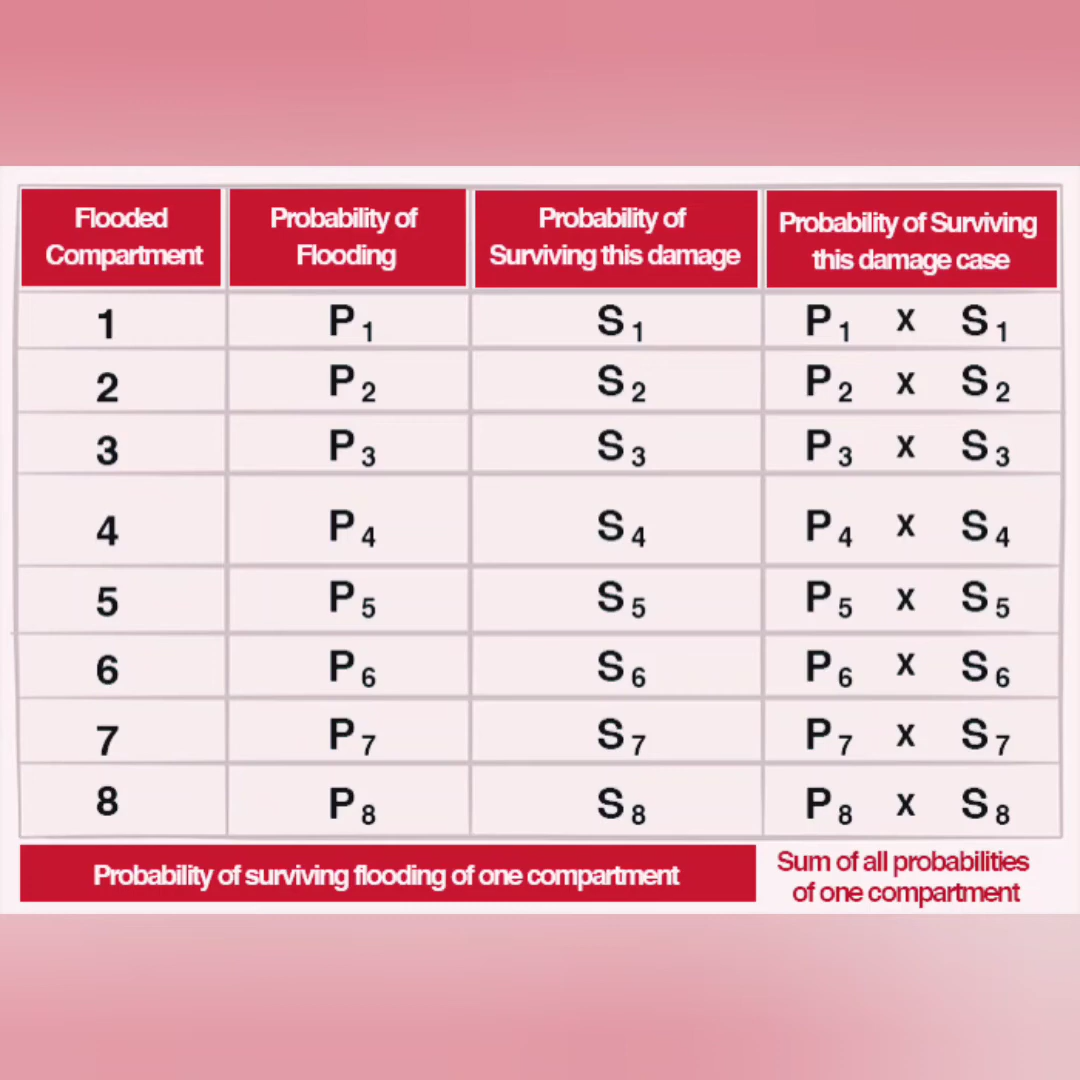 Flooded Compartment | Probability of Flooding | Probability of Surviving this damage | Probability of Surviving this damage case
1 | P₁ | S₁ | P₁ x S₁
2 | P₂ | S₂ | P₂ x S₂
3 | P₃ | S₃ | P₃ x S₃
4 | P₄ | S₄ | P₄ x S₄
5 | P₅ | S₅ | P₅ x S₅
6 | P₆ | S₆ | P₆ x S₆
7 | P₇ | S₇ | P₇ x S₇
8 | P₈ | S₈ | P₈ x S₈
Probability of surviving flooding of one compartment | Sum of all probabilities of one compartment